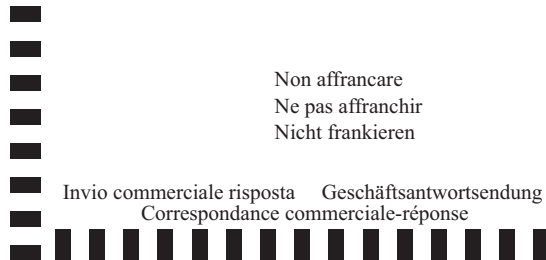 Non affrancare
Ne pas affranchir
Nicht frankieren
Invio commerciale risposta Geschäftsantwortsendung
Correspondance commerciale-réponse